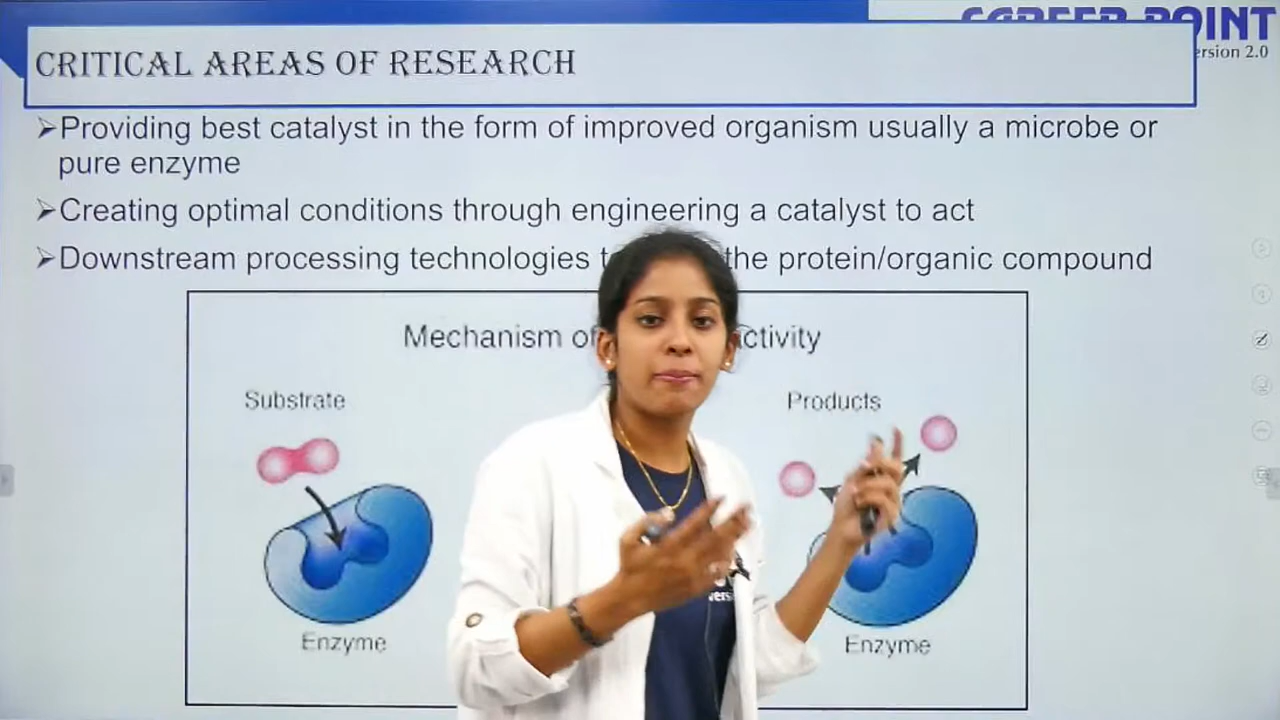 CAREER POINT
ersion 2.0
CRITICAL AREAS OF RESEARCH
➢Providing best catalyst in the form of improved organism usually a microbe or
pure enzyme
➢Creating optimal conditions through engineering a catalyst to act
➢Downstream processing technologies the protein/organic compound
Mechanism of ctivity
Substrate
Products
Enzyme
Enzyme